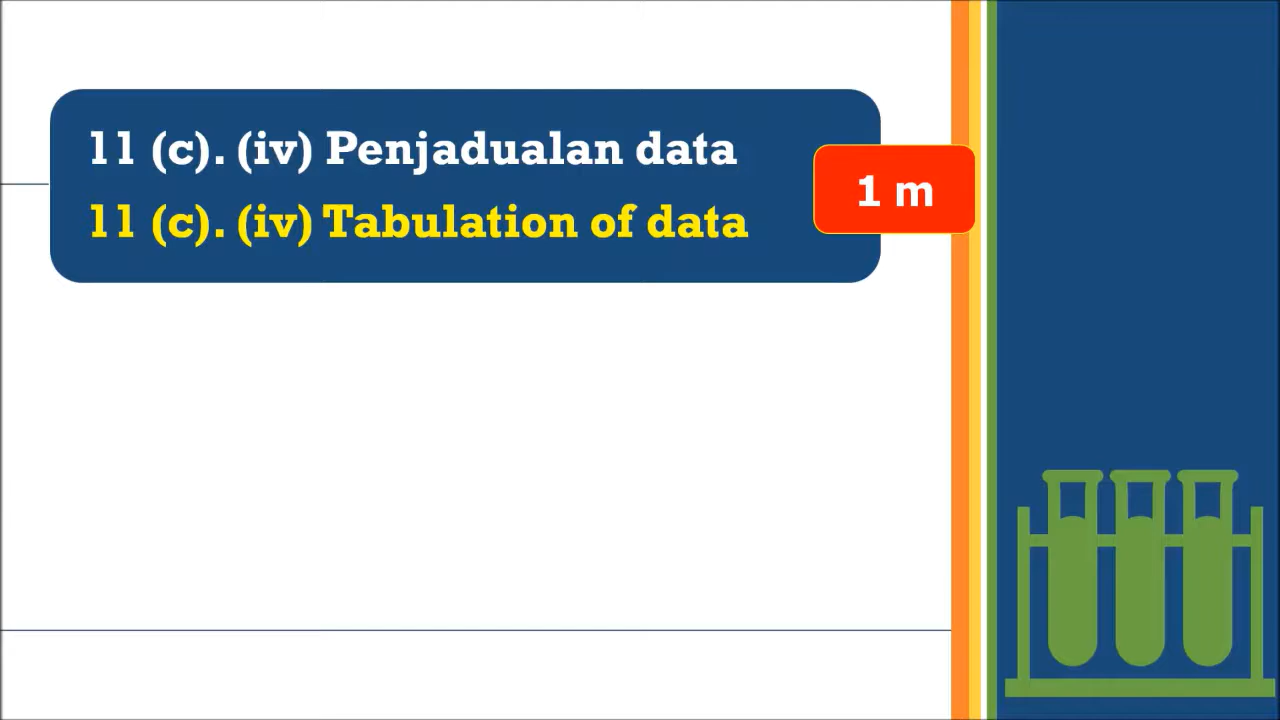 11 (c). (iv) Penjadualan data
11 (c). (iv) Tabulation of data
1 m